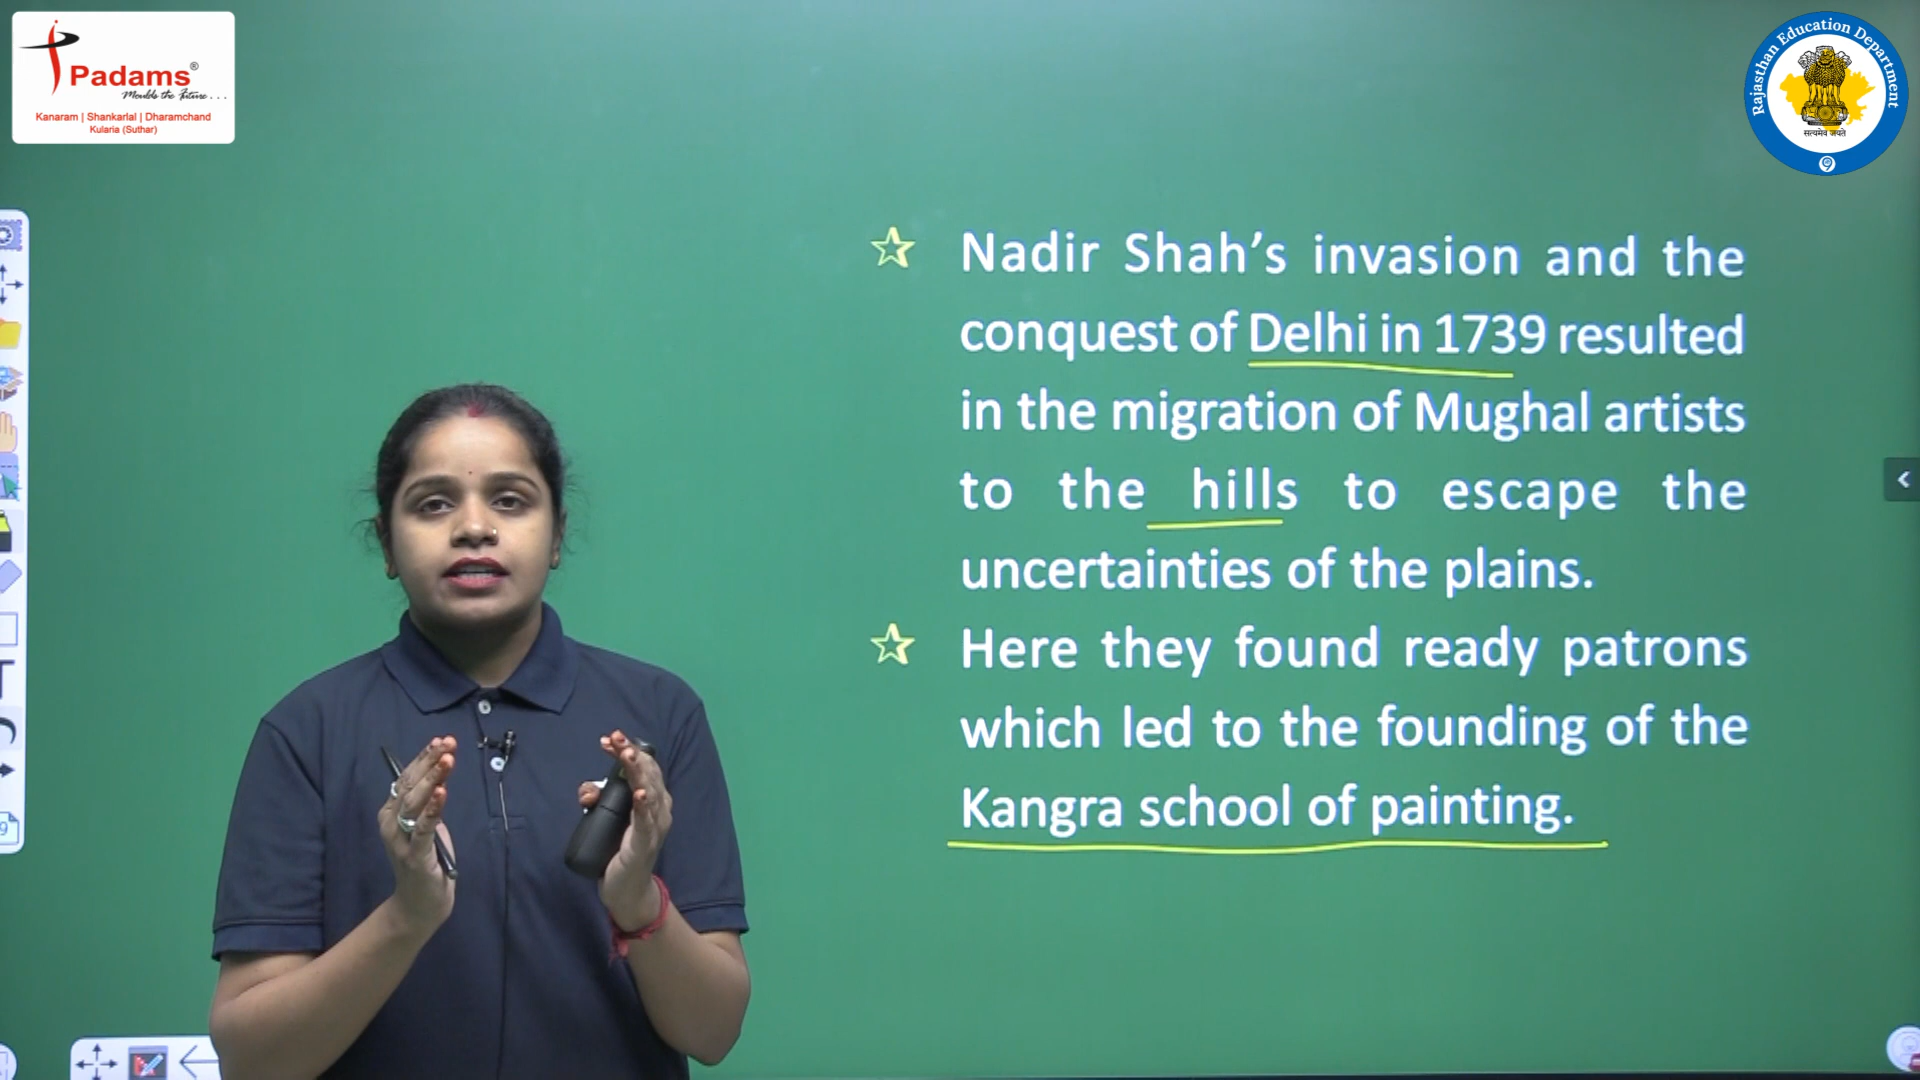 Padams®
Moulds the Future...
Kanaram | Shankarlal | Dharamchand
Kularia (Suthar)
Rajasthan Education Department
सत्यमेव जयते
Nadir Shah’s invasion and the
conquest of Delhi in 1739 resulted
in the migration of Mughal artists
to the hills to escape the
uncertainties of the plains.
Here they found ready patrons
which led to the founding of the
Kangra school of painting.